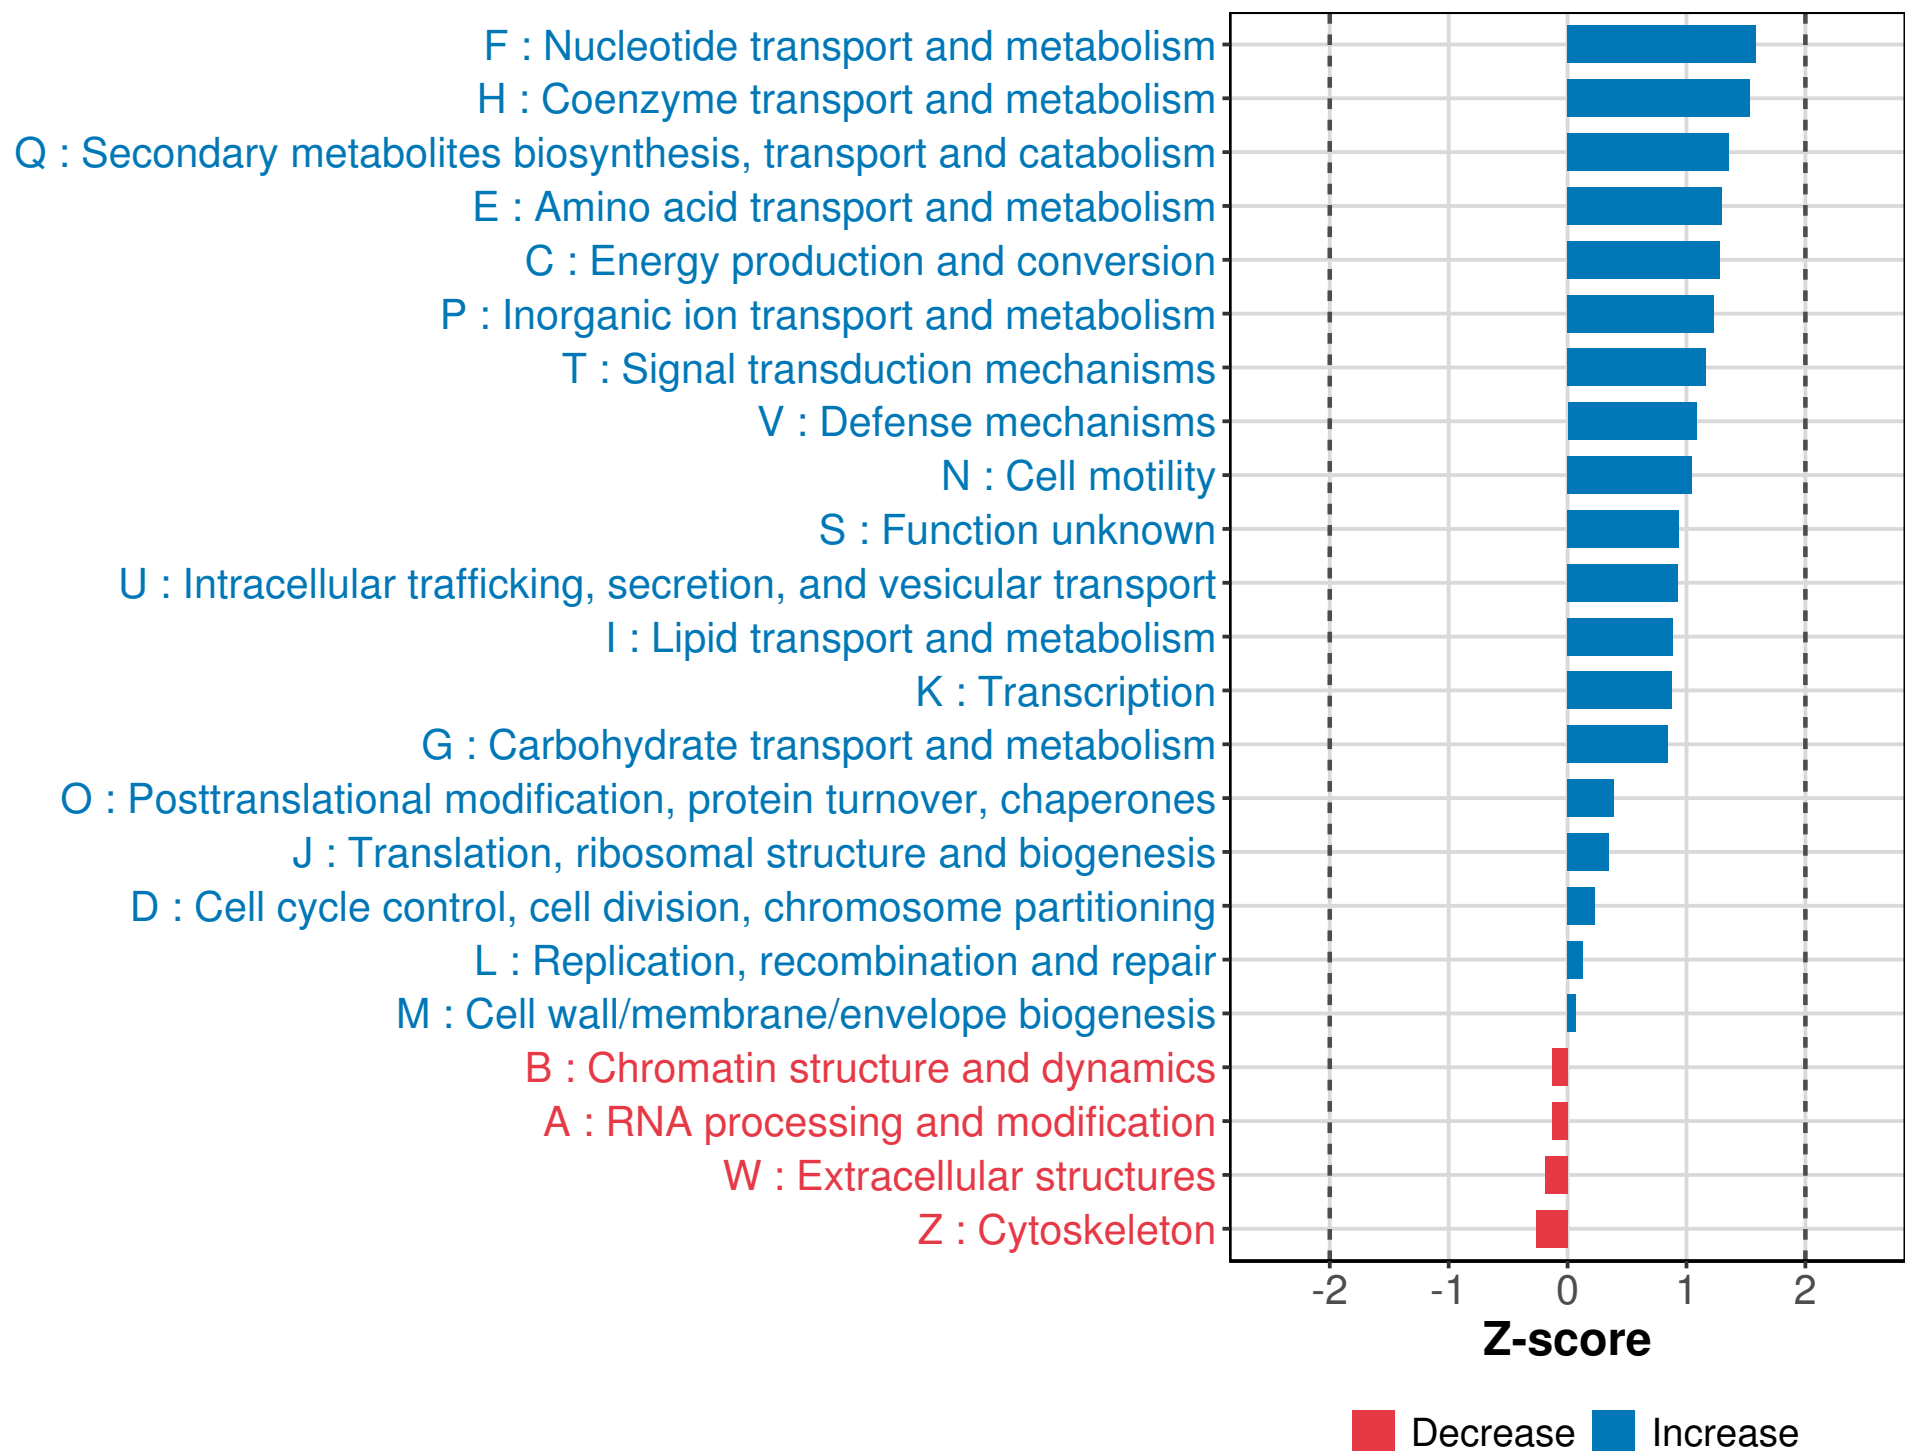 F : Nucleotide transport and metabolism
H : Coenzyme transport and metabolism
Q : Secondary metabolites biosynthesis, transport and catabolism
E : Amino acid transport and metabolism
C : Energy production and conversion
P : Inorganic ion transport and metabolism
T : Signal transduction mechanisms
V : Defense mechanisms
N : Cell motility
S : Function unknown
U : Intracellular trafficking, secretion, and vesicular transport
I : Lipid transport and metabolism
K : Transcription
G : Carbohydrate transport and metabolism
O : Posttranslational modification, protein turnover, chaperones
J : Translation, ribosomal structure and biogenesis
D : Cell cycle control, cell division, chromosome partitioning
L : Replication, recombination and repair
M : Cell wall/membrane/envelope biogenesis
B : Chromatin structure and dynamics
A : RNA processing and modification
W : Extracellular structures
Z : Cytoskeleton
-2 -1 0 1 2
Z-score
Decrease Increase